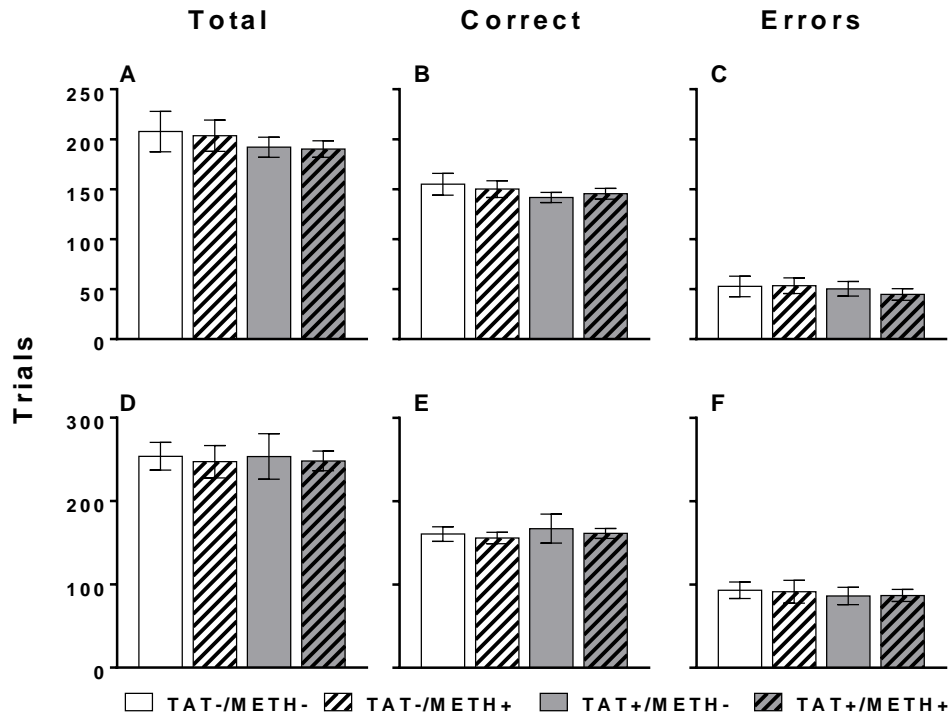 Total Correct Errors
A B C
250
200
150
100
50
0
Trials
D E F
300
200
100
0
TAT-/METH- TAT-/METH+ TAT+/METH- TAT+/METH+